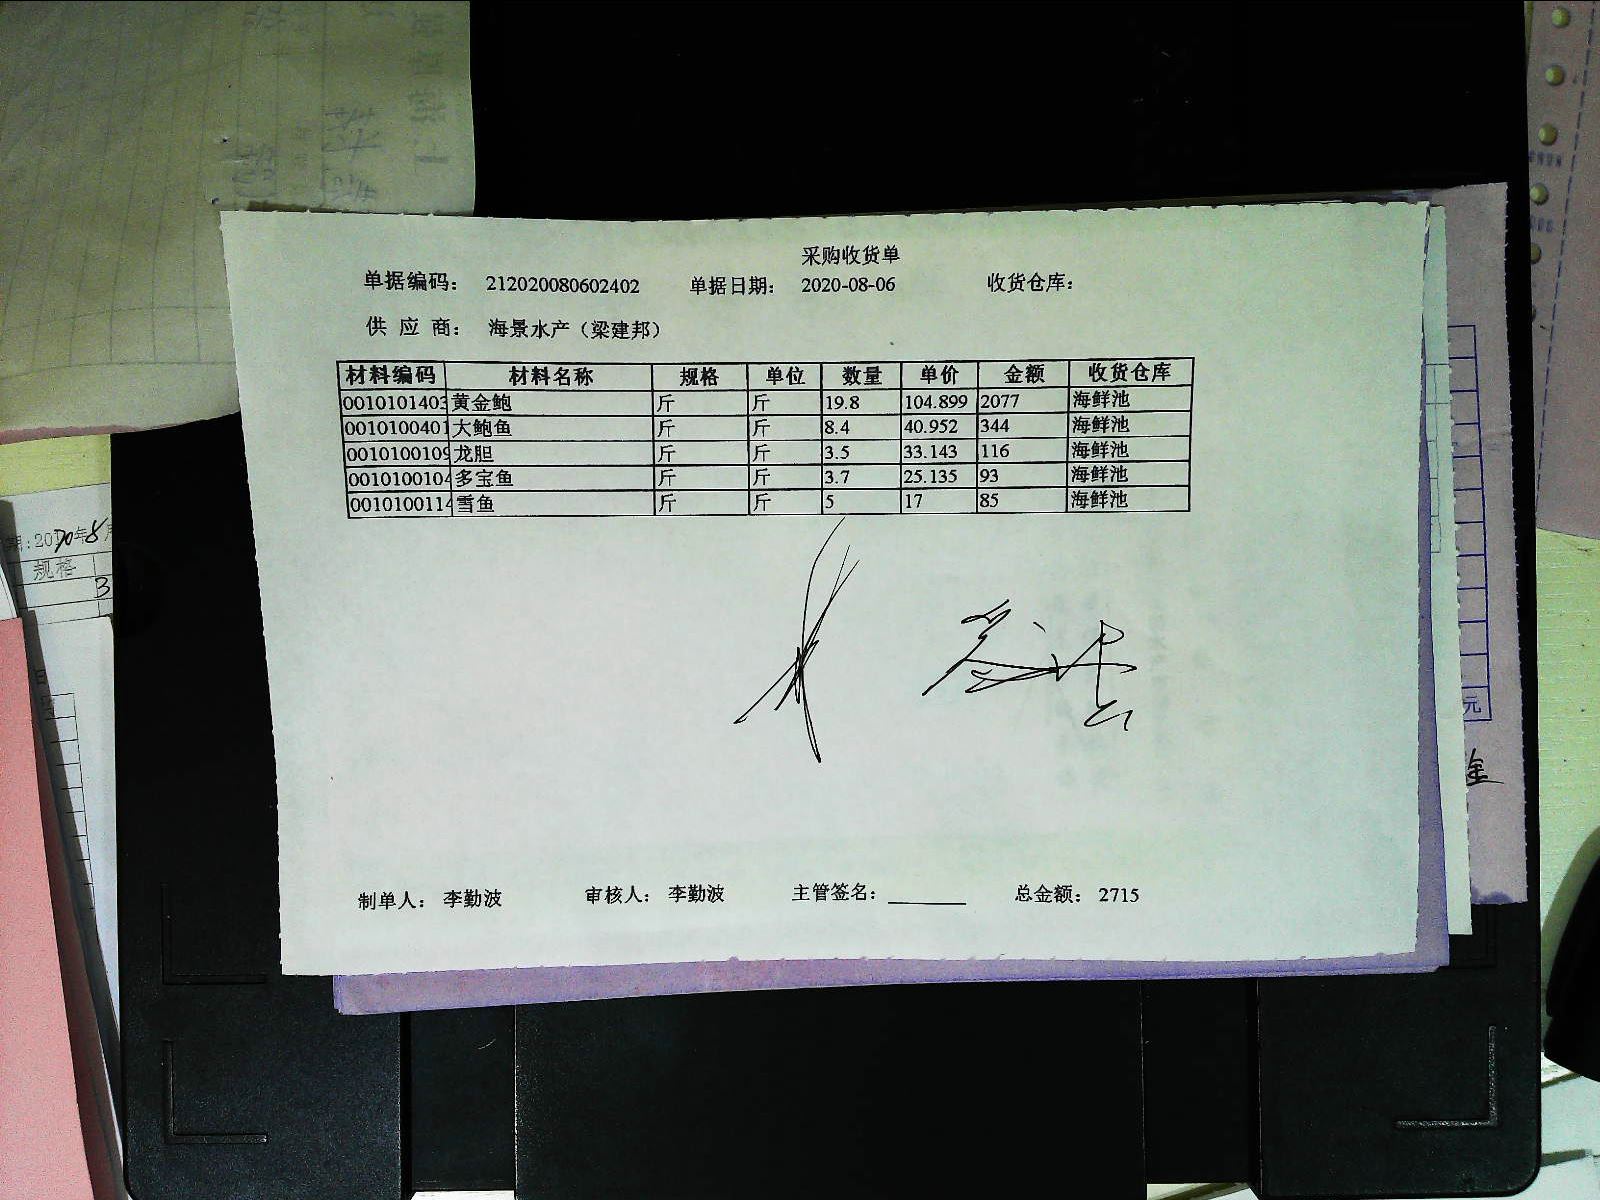 采购收货单
单据编码: 212020080602402 单据日期: 2020-08-06 收货仓库:
供 应 商: 海景水产（梁建邦）
材料编码 材料名称 规格 单位 数量 单价 金额 收货仓库
0010101403 黄金鲍 斤 斤 19.8 104.899 2077 海鲜池
0010100401 大鲍鱼 斤 斤 8.4 40.952 344 海鲜池
0010100109 龙胆 斤 斤 3.5 33.143 116 海鲜池
0010100104 多宝鱼 斤 斤 3.7 25.135 93 海鲜池
0010100114 雪鱼 斤 斤 5 17 85 海鲜池
制单人: 李勤波 审核人: 李勤波 主管签名: 总金额: 2715
规格
3
元